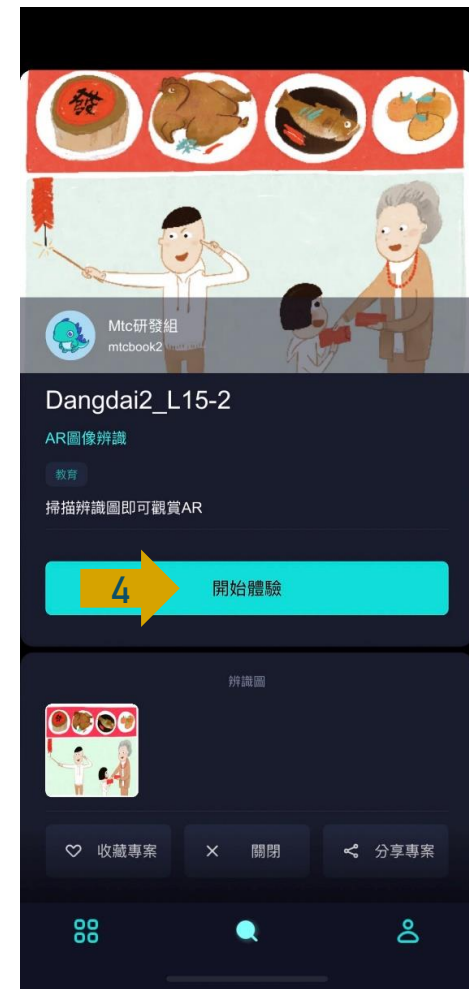 發
Mtc研發組
mtcbook2
Dangdai2_L15-2
AR圖像辨識
教育
掃描辨識圖即可觀賞AR
4
開始體驗
辨識圖
收藏專案
關閉
分享專案